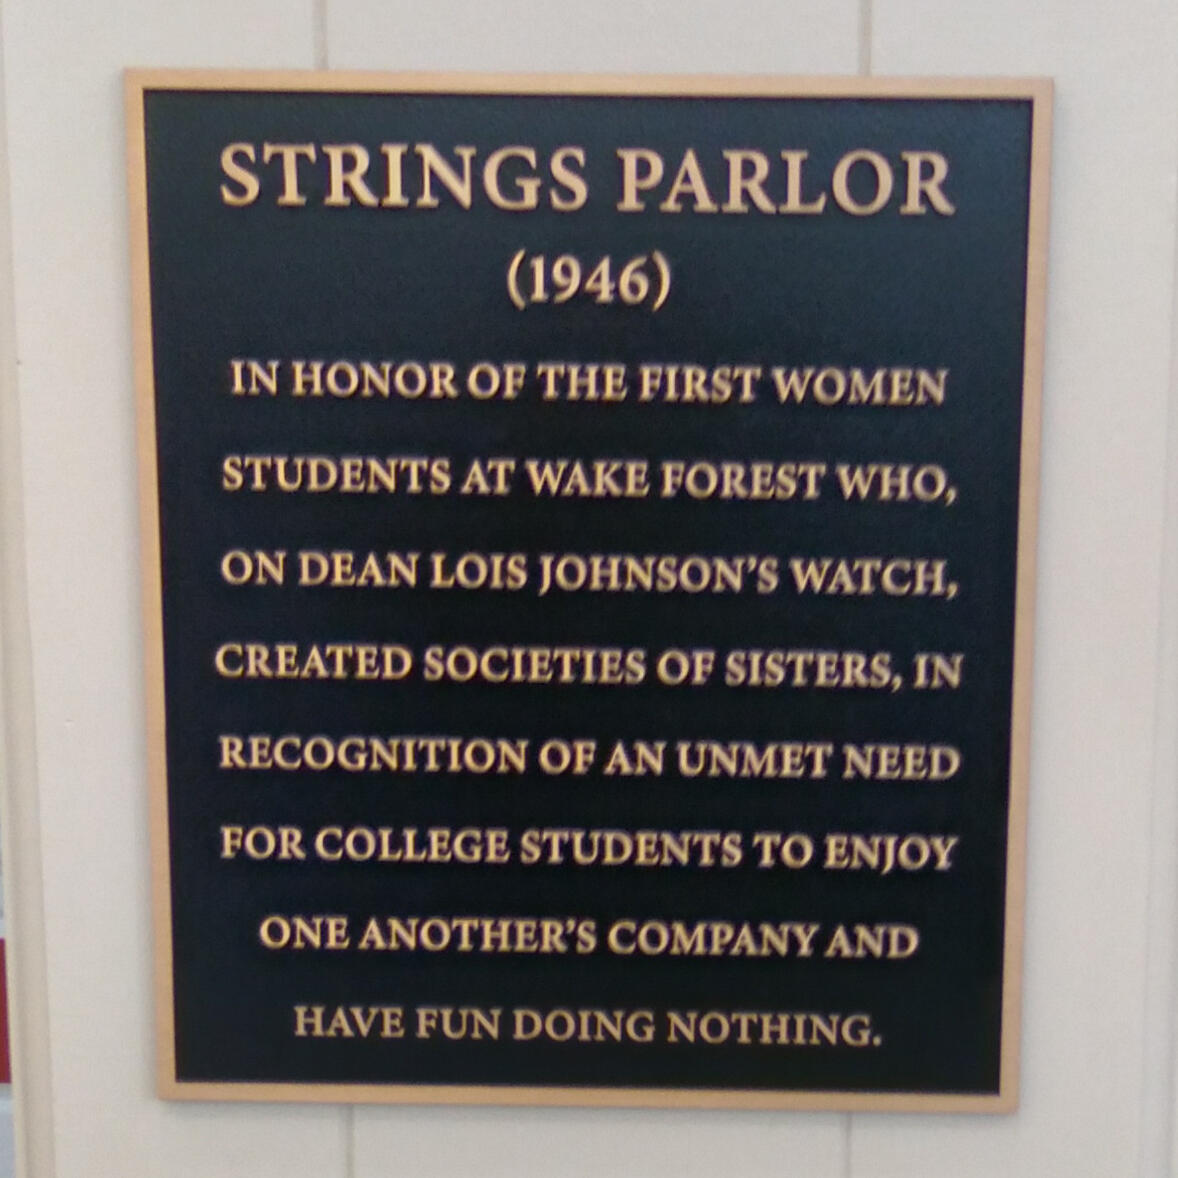 STRINGS PARLOR
(1946)
IN HONOR OF THE FIRST WOMEN
STUDENTS AT WAKE FOREST WHO,
ON DEAN LOIS JOHNSON'S WATCH,
CREATED SOCIETIES OF SISTERS, IN
RECOGNITION OF AN UNMET NEED
FOR COLLEGE STUDENTS TO ENJOY
ONE ANOTHER'S COMPANY AND
HAVE FUN DOING NOTHING.